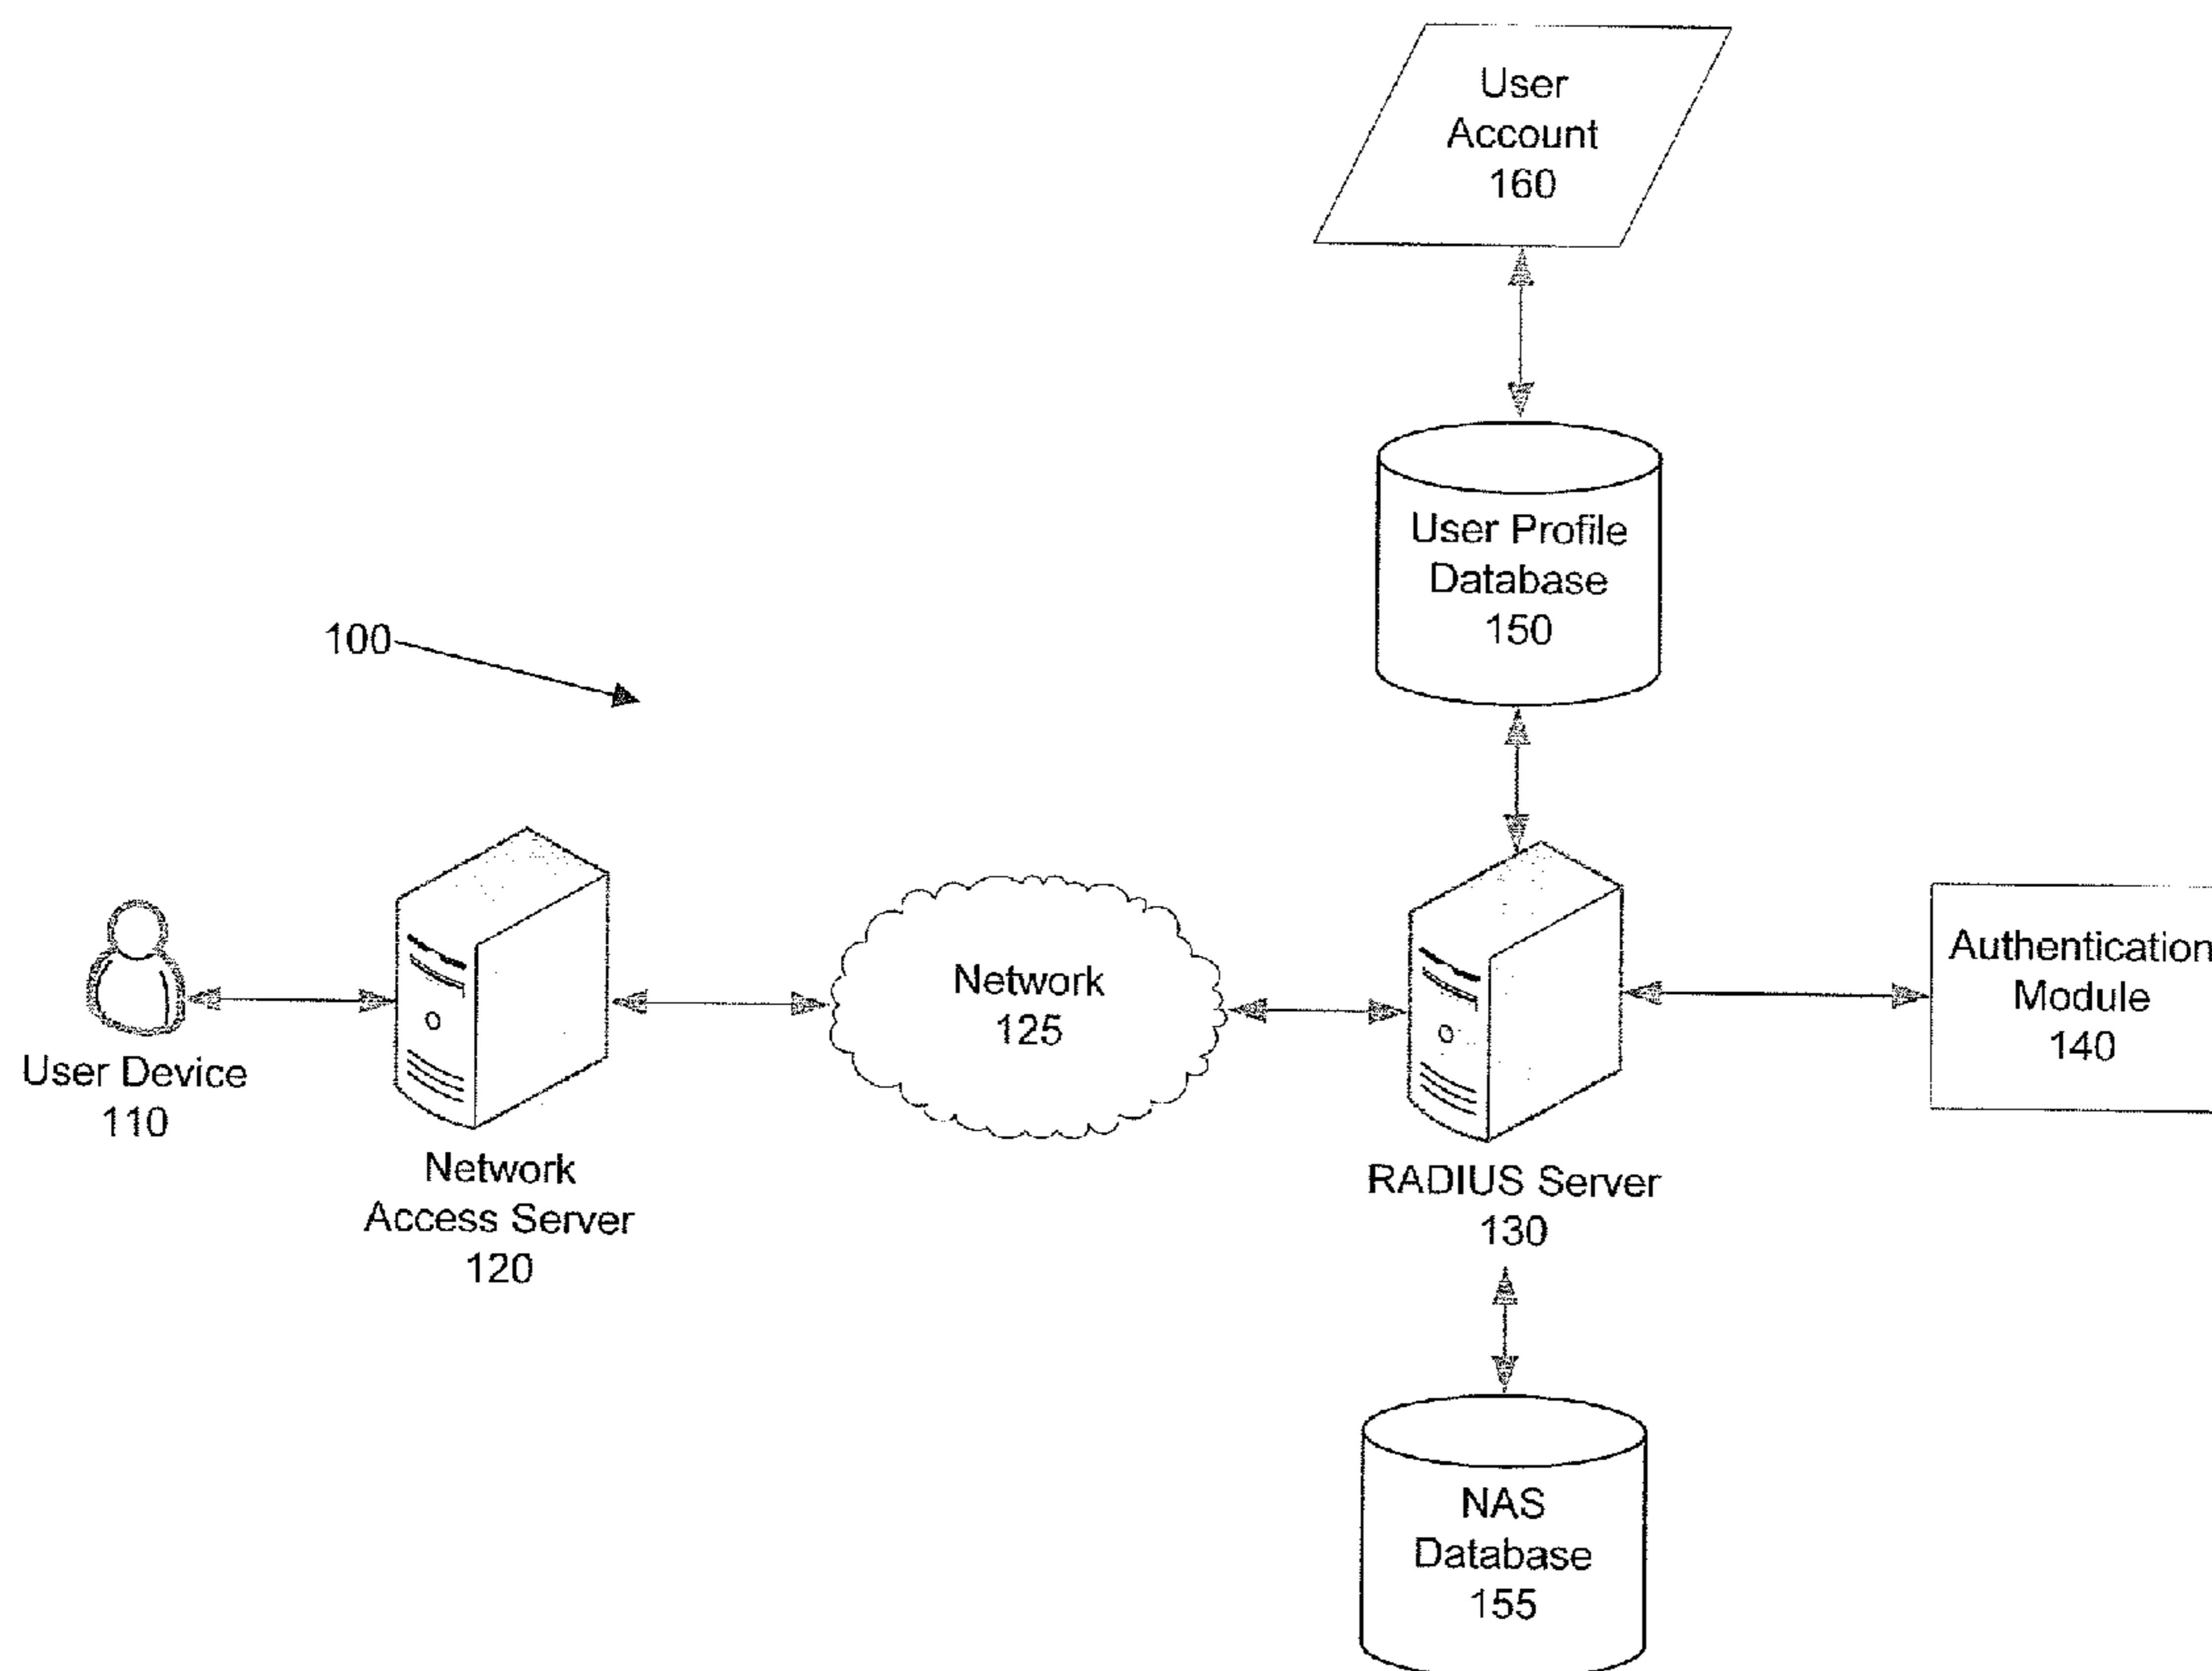 User
Account
160
User Profile
Database
150
100
User Device
110
Network
Access Server
120
Network
125
RADIUS Server
130
Authentication
Module
140
NAS
Database
155